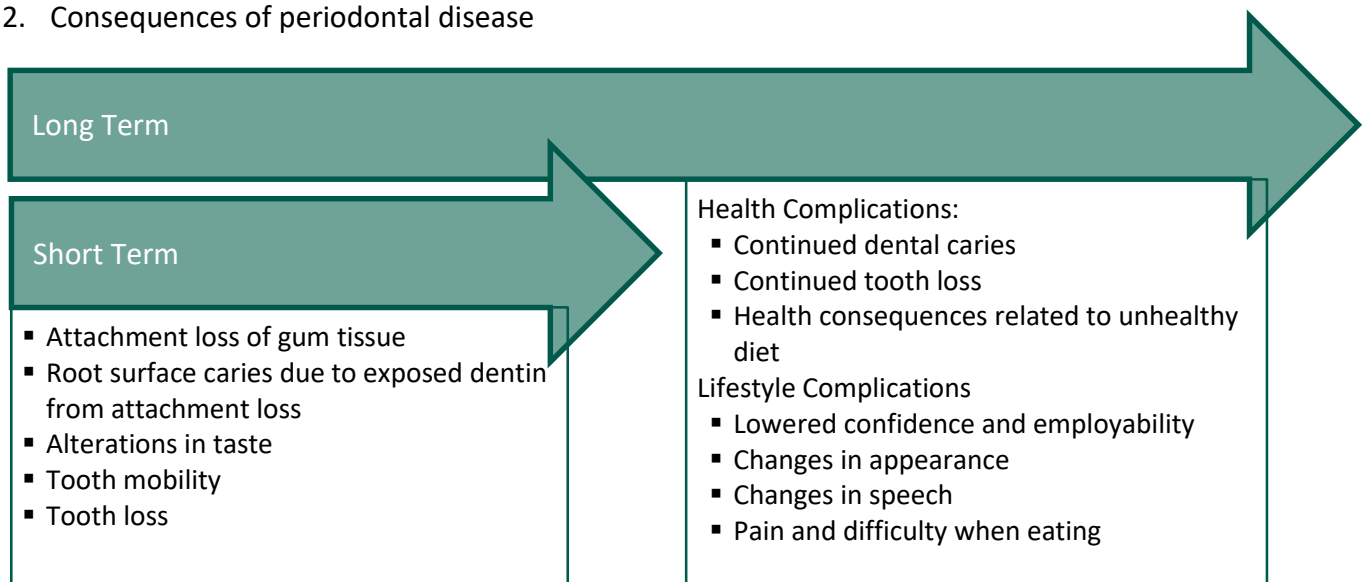 2. Consequences of periodontal disease
Long Term
Short Term
▪ Attachment loss of gum tissue
▪ Root surface caries due to exposed dentin
from attachment loss
▪ Alterations in taste
▪ Tooth mobility
▪ Tooth loss
Health Complications:
▪ Continued dental caries
▪ Continued tooth loss
▪ Health consequences related to unhealthy
diet
Lifestyle Complications
▪ Lowered confidence and employability
▪ Changes in appearance
▪ Changes in speech
▪ Pain and difficulty when eating